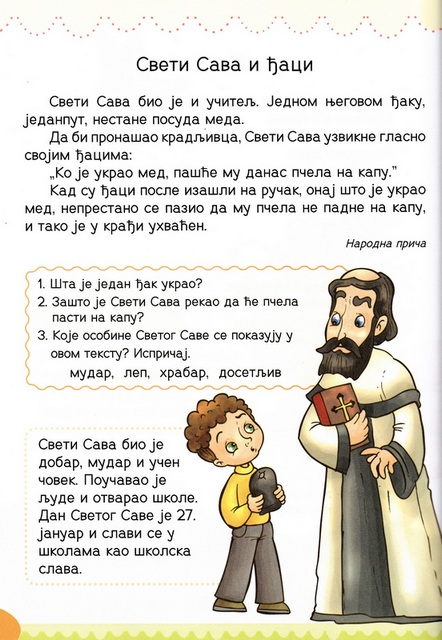 Свети Сава и ђаци
Свети Сава био је и учитељ. Једном његовом ђаку,
једанпут, нестане посуда меда.
Да би пронашао крадљивца, Свети Сава узвикне гласно
својим ђацима:
„Ко је украо мед, пашће му данас пчела на капу.”
Кад су ђаци после изашли на ручак, онај што је украо
мед, непрестано се пазио да му пчела не падне на капу,
и тако је у крађи ухваћен.
Народна прича
1. Шта је један ђак украо?
2. Зашто је Свети Сава рекао да ће пчела
пасти на капу?
3. Које особине Светог Саве се показују у
овом тексту? Испричај.
мудар, леп, храбар, досетљив
Свети Сава био је
добар, мудар и учен
човек. Поучавао је
људе и отварао школе.
Дан Светог Саве је 27.
јануар и слави се у
школама као школска
слава.